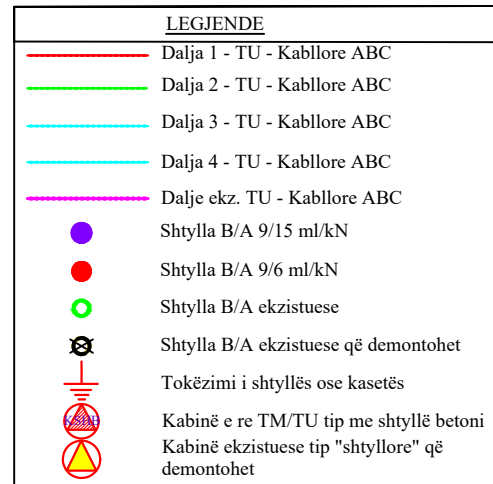 LEGJENDE
Dalja 1 - TU - Kabllore ABC
Dalja 2 - TU - Kabllore ABC
Dalja 3 - TU - Kabllore ABC
Dalja 4 - TU - Kabllore ABC
Dalje ekz. TU - Kabllore ABC
Shtylla B/A 9/15 ml/kN
Shtylla B/A 9/6 ml/kN
Shtylla B/A ekzistuese
Shtylla B/A ekzistuese që demontohet
Tokëzimi i shtyllës ose kasetës
Kabinë e re TM/TU tip me shtyllë betoni
Kabinë ekzistuese tip "shtyllore" që
demontohet